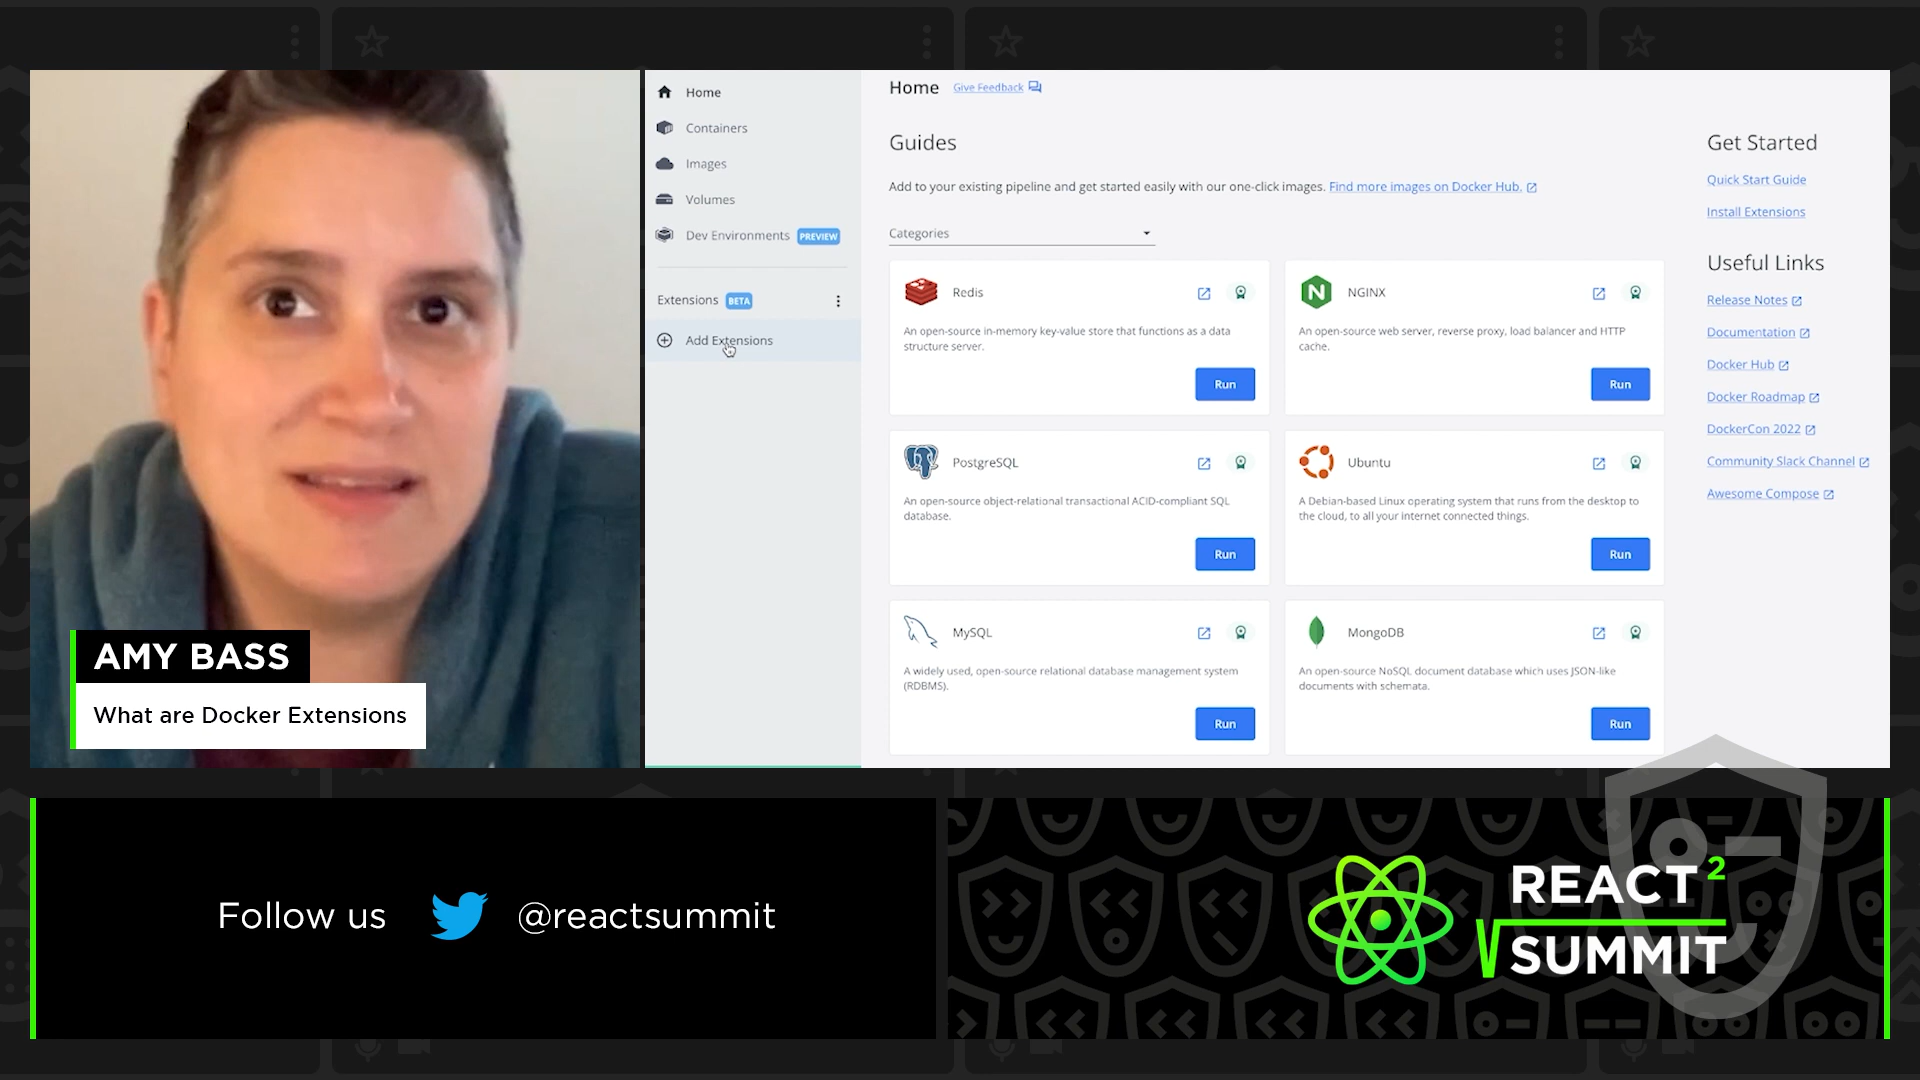 Home
Containers
Images
Volumes
Dev Environments PREVIEW
Extensions BETA
Add Extensions
Home Give Feedback
Guides
Add to your existing pipeline and get started easily with our one-click images. Find more images on Docker Hub.
Categories
Redis
An open-source in-memory key-value store that functions as a data
structure server.
Run
NGINX
An open-source web server, reverse proxy, load balancer and HTTP
cache.
Run
PostgreSQL
An open-source object-relational transactional ACID-compliant SQL
database.
Run
Ubuntu
A Debian-based Linux operating system that runs from the desktop to
the cloud, to all your internet connected things.
Run
MySQL
A widely used, open-source relational database management system
(RDBMS).
Run
MongoDB
An open-source NoSQL document database which uses JSON-like
documents with schemata.
Run
Get Started
Quick Start Guide
Install Extensions
Useful Links
Release Notes
Documentation
Docker Hub
Docker Roadmap
DockerCon 2022
Community Slack Channel
Awesome Compose
AMY BASS
What are Docker Extensions
Follow us @reactsummit
REACT 2
√SUMMIT